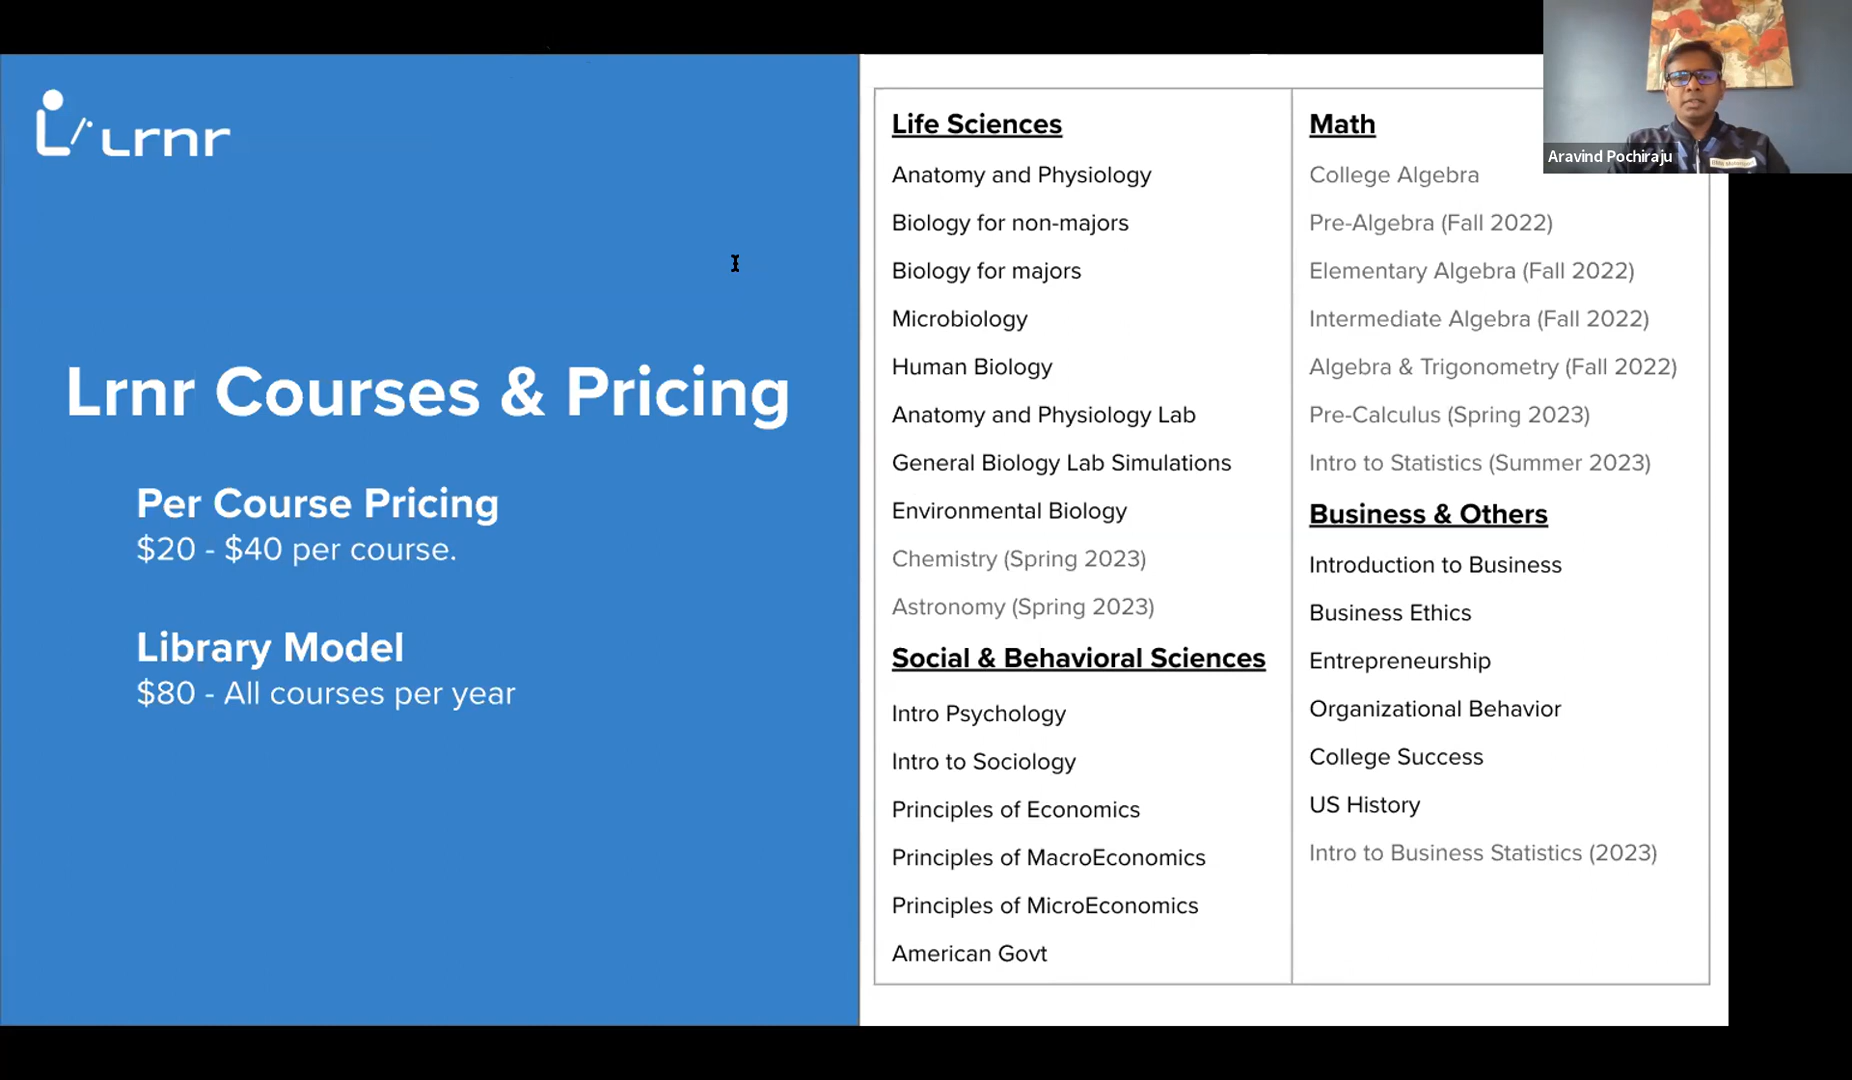 Lrnr
Lrnr Courses & Pricing
Per Course Pricing
$20 - $40 per course.
Library Model
$80 - All courses per year
Life Sciences
Anatomy and Physiology
Biology for non-majors
Biology for majors
Microbiology
Human Biology
Anatomy and Physiology Lab
General Biology Lab Simulations
Environmental Biology
Chemistry (Spring 2023)
Astronomy (Spring 2023)
Social & Behavioral Sciences
Intro Psychology
Intro to Sociology
Principles of Economics
Principles of MacroEconomics
Principles of MicroEconomics
American Govt
Math
College Algebra
Pre-Algebra (Fall 2022)
Elementary Algebra (Fall 2022)
Intermediate Algebra (Fall 2022)
Algebra & Trigonometry (Fall 2022)
Pre-Calculus (Spring 2023)
Intro to Statistics (Summer 2023)
Business & Others
Introduction to Business
Business Ethics
Entrepreneurship
Organizational Behavior
College Success
US History
Intro to Business Statistics (2023)
Aravind Pochiraju